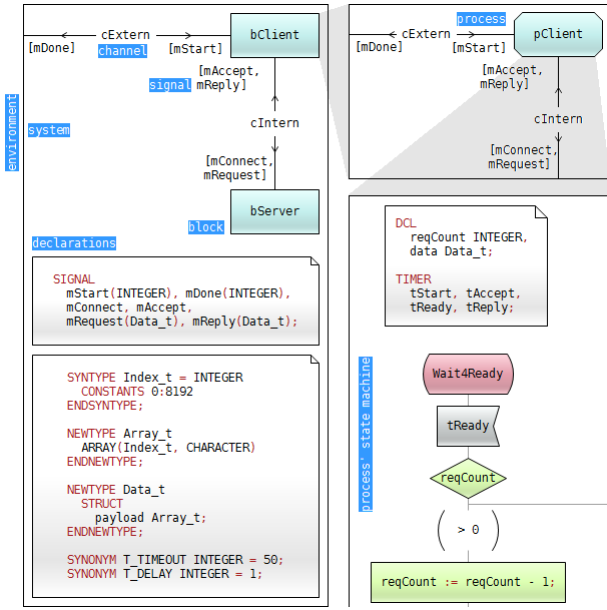 environment
system
[mDone]
cExtern
channel
[mStart]
bClient
[mAccept,
signal mReply]
cIntern
[mConnect,
mRequest]
block
bServer
declarations
SIGNAL
mStart(INTEGER), mDone(INTEGER),
mConnect, mAccept,
mRequest(Data_t), mReply(Data_t);
SYNTYPE Index_t = INTEGER
CONSTANTS 0:8192
ENDSYNTYPE;
NEWTYPE Array_t
ARRAY(Index_t, CHARACTER)
ENDNEWTYPE;
NEWTYPE Data_t
STRUCT
payload Array_t;
ENDNEWTYPE;
SYNONYM T_TIMEOUT INTEGER = 50;
SYNONYM T_DELAY INTEGER = 1;
process
[mDone]
cExtern
[mStart]
pClient
[mAccept,
mReply]
cIntern
[mConnect,
mRequest]
DCL
reqCount INTEGER,
data Data_t;
TIMER
tStart, tAccept,
tReady, tReply;
process' state machine
Wait4Ready
tReady
reqCount
> 0
reqCount := reqCount - 1;